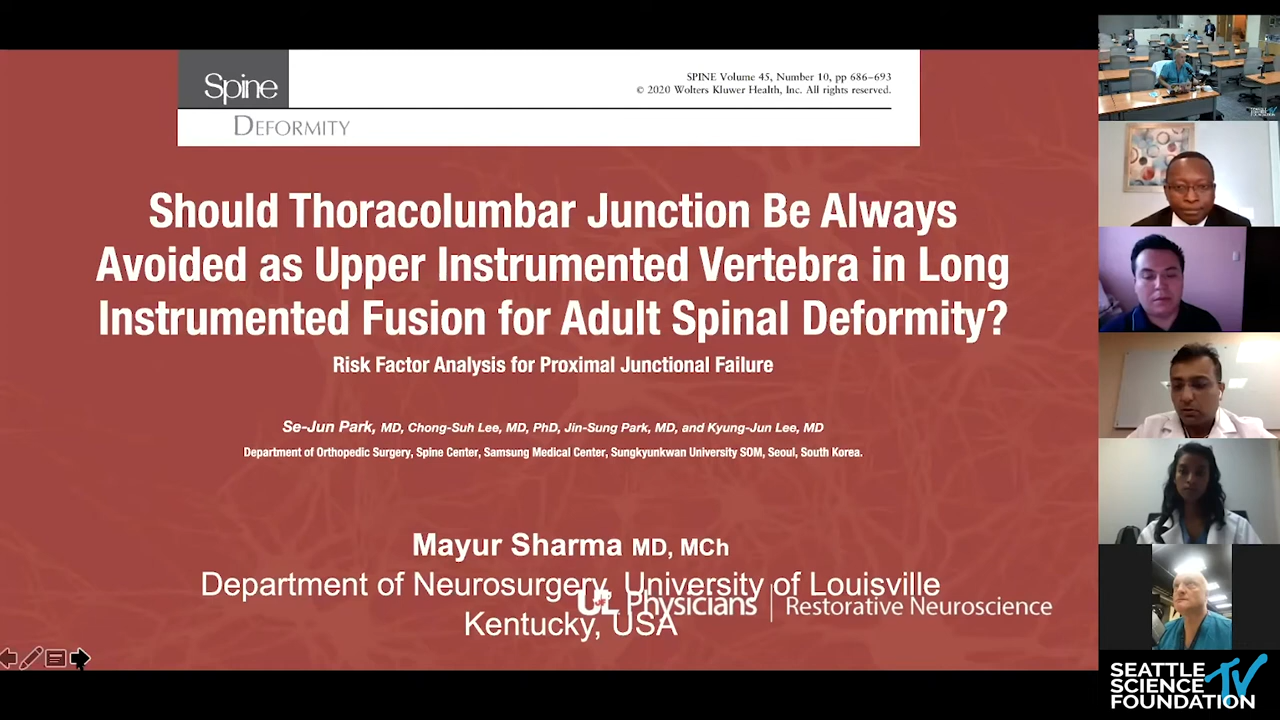 Spine
SPINE Volume 45, Number 10, pp 686–693
© 2020 Wolters Kluwer Health, Inc. All rights reserved.
DEFORMITY
Should Thoracolumbar Junction Be Always
Avoided as Upper Instrumented Vertebra in Long
Instrumented Fusion for Adult Spinal Deformity?
Risk Factor Analysis for Proximal Junctional Failure
Se-Jun Park, MD, Chong-Suh Lee, MD, PhD, Jin-Sung Park, MD, and Kyung-Jun Lee, MD
Department of Orthopedic Surgery, Spine Center, Samsung Medical Center, Sungkyunkwan University SOM, Seoul, South Korea.
Mayur Sharma MD, MCh
Department of Neurosurgery, University of Louisville
Kentucky, USA
UL Physicians | Restorative Neuroscience
SEATTLE
SCIENCE TV
FOUNDATION